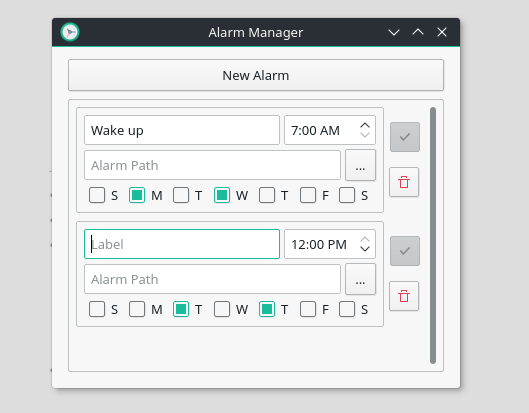 Alarm Manager
New Alarm
Wake up 7:00 AM
Alarm Path ...
S M T W T F S
Label 12:00 PM
Alarm Path ...
S M T W T F S